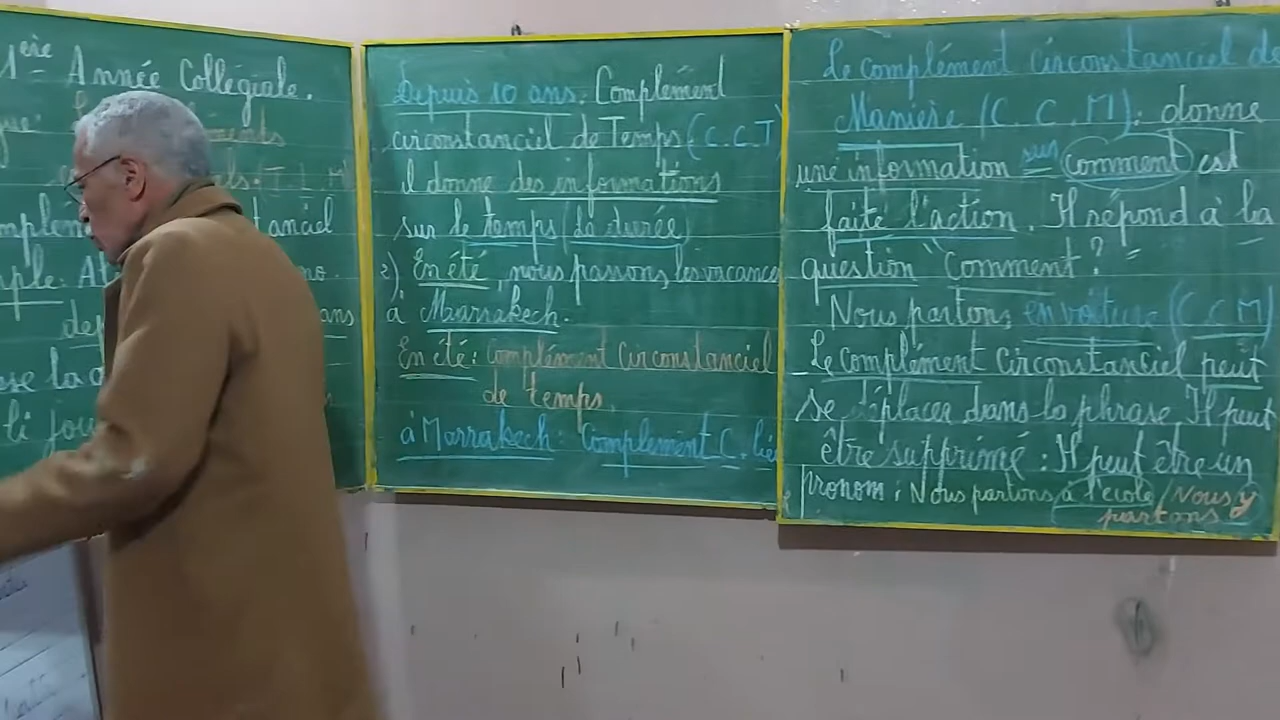 1ère Année Collégiale.
anciel
ans
Depuis 10 ans. Complément
circonstanciel de Temps (C.C.T)
il donne des informations
sur le temps (la durée)
2) En été, nous passons les vacances
à Marrakech.
En été: Complément Circonstanciel
de temps.
à Marrakech: Complement C. lie
Le complément circonstanciel de
Manière (C.C.M): donne
une information sur comment est
faite l'action. Il répond à la
question "Comment"?
Nous partons en voiture (C C M)
Le complément circonstanciel peut
se déplacer dans la phrase Il peut
être supprimé: Il peut être un
pronom: Nous partons à l'école / Nous y
partons